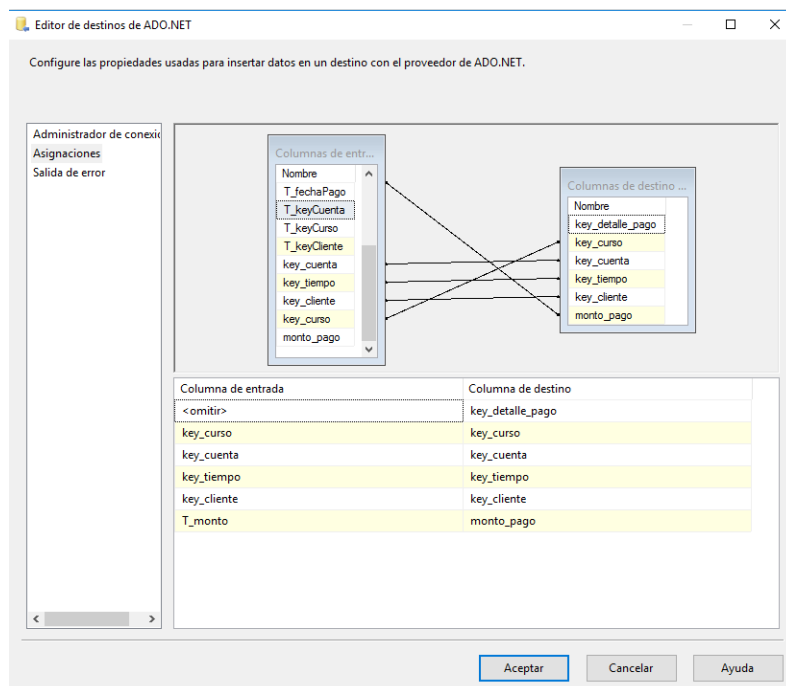 Editor de destinos de ADO.NET
Configure las propiedades usadas para insertar datos en un destino con el proveedor de ADO.NET.
Administrador de conexi
Asignaciones
Salida de error
Columnas de entr...
Nombre
T_fechaPago
T_keyCuenta
T_keyCurso
T_keyCliente
key_cuenta
key_tiempo
key_cliente
key_curso
monto_pago
Columnas de destino ...
Nombre
key_detalle_pago
key_curso
key_cuenta
key_tiempo
key_cliente
monto_pago
Columna de entrada Columna de destino
<omitir> key_detalle_pago
key_curso key_curso
key_cuenta key_cuenta
key_tiempo key_tiempo
key_cliente key_cliente
T_monto monto_pago
Aceptar Cancelar Ayuda